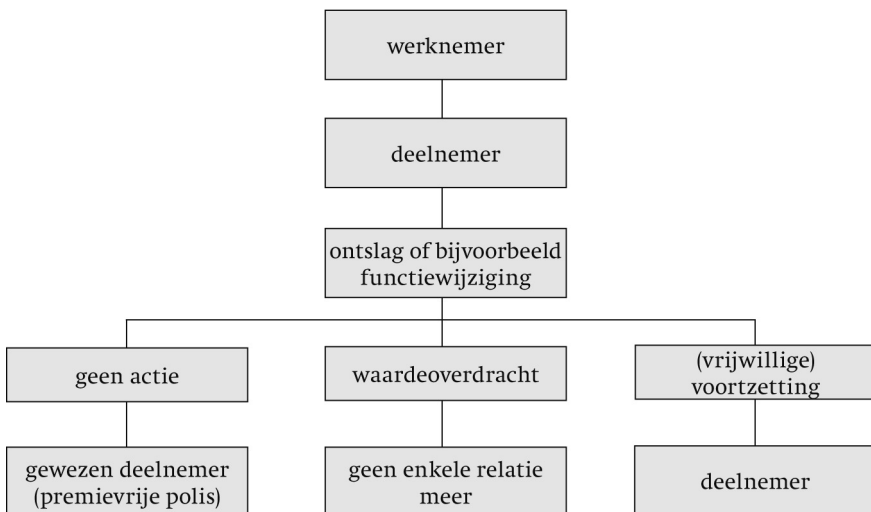 werknemer
deelnemer
ontslag of bijvoorbeeld
functiewijziging
geen actie
waardeoverdracht
(vrijwillige)
voortzetting
gewezen deelnemer
(premievrije polis)
geen enkele relatie
meer
deelnemer